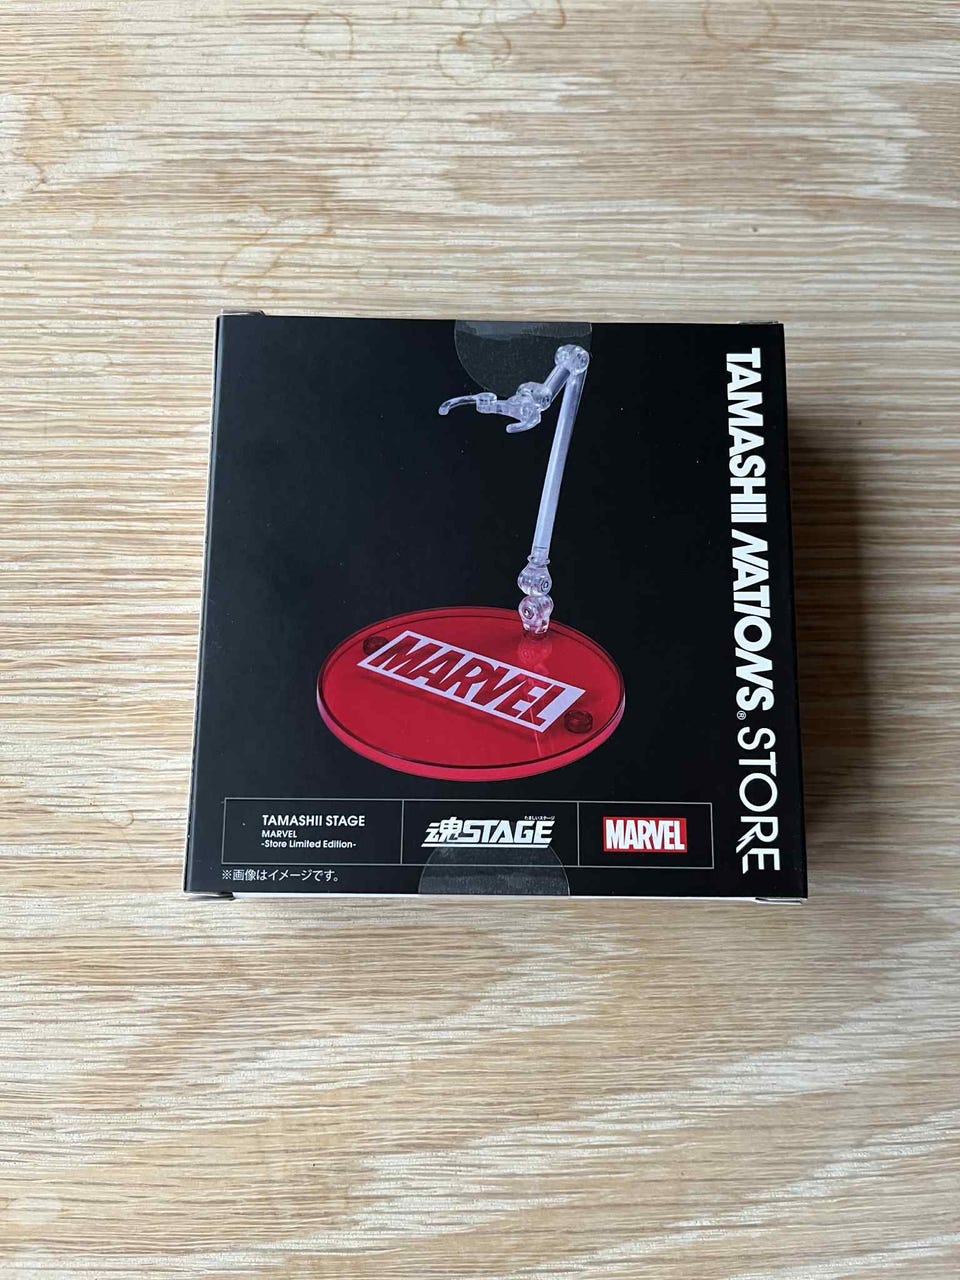 TAMASHII NATIONS® STORE
MARVEL
TAMASHII STAGE
MARVEL
-Store Limited Edition-
たましいステージ
魂STAGE
MARVEL
※画像はイメージです。